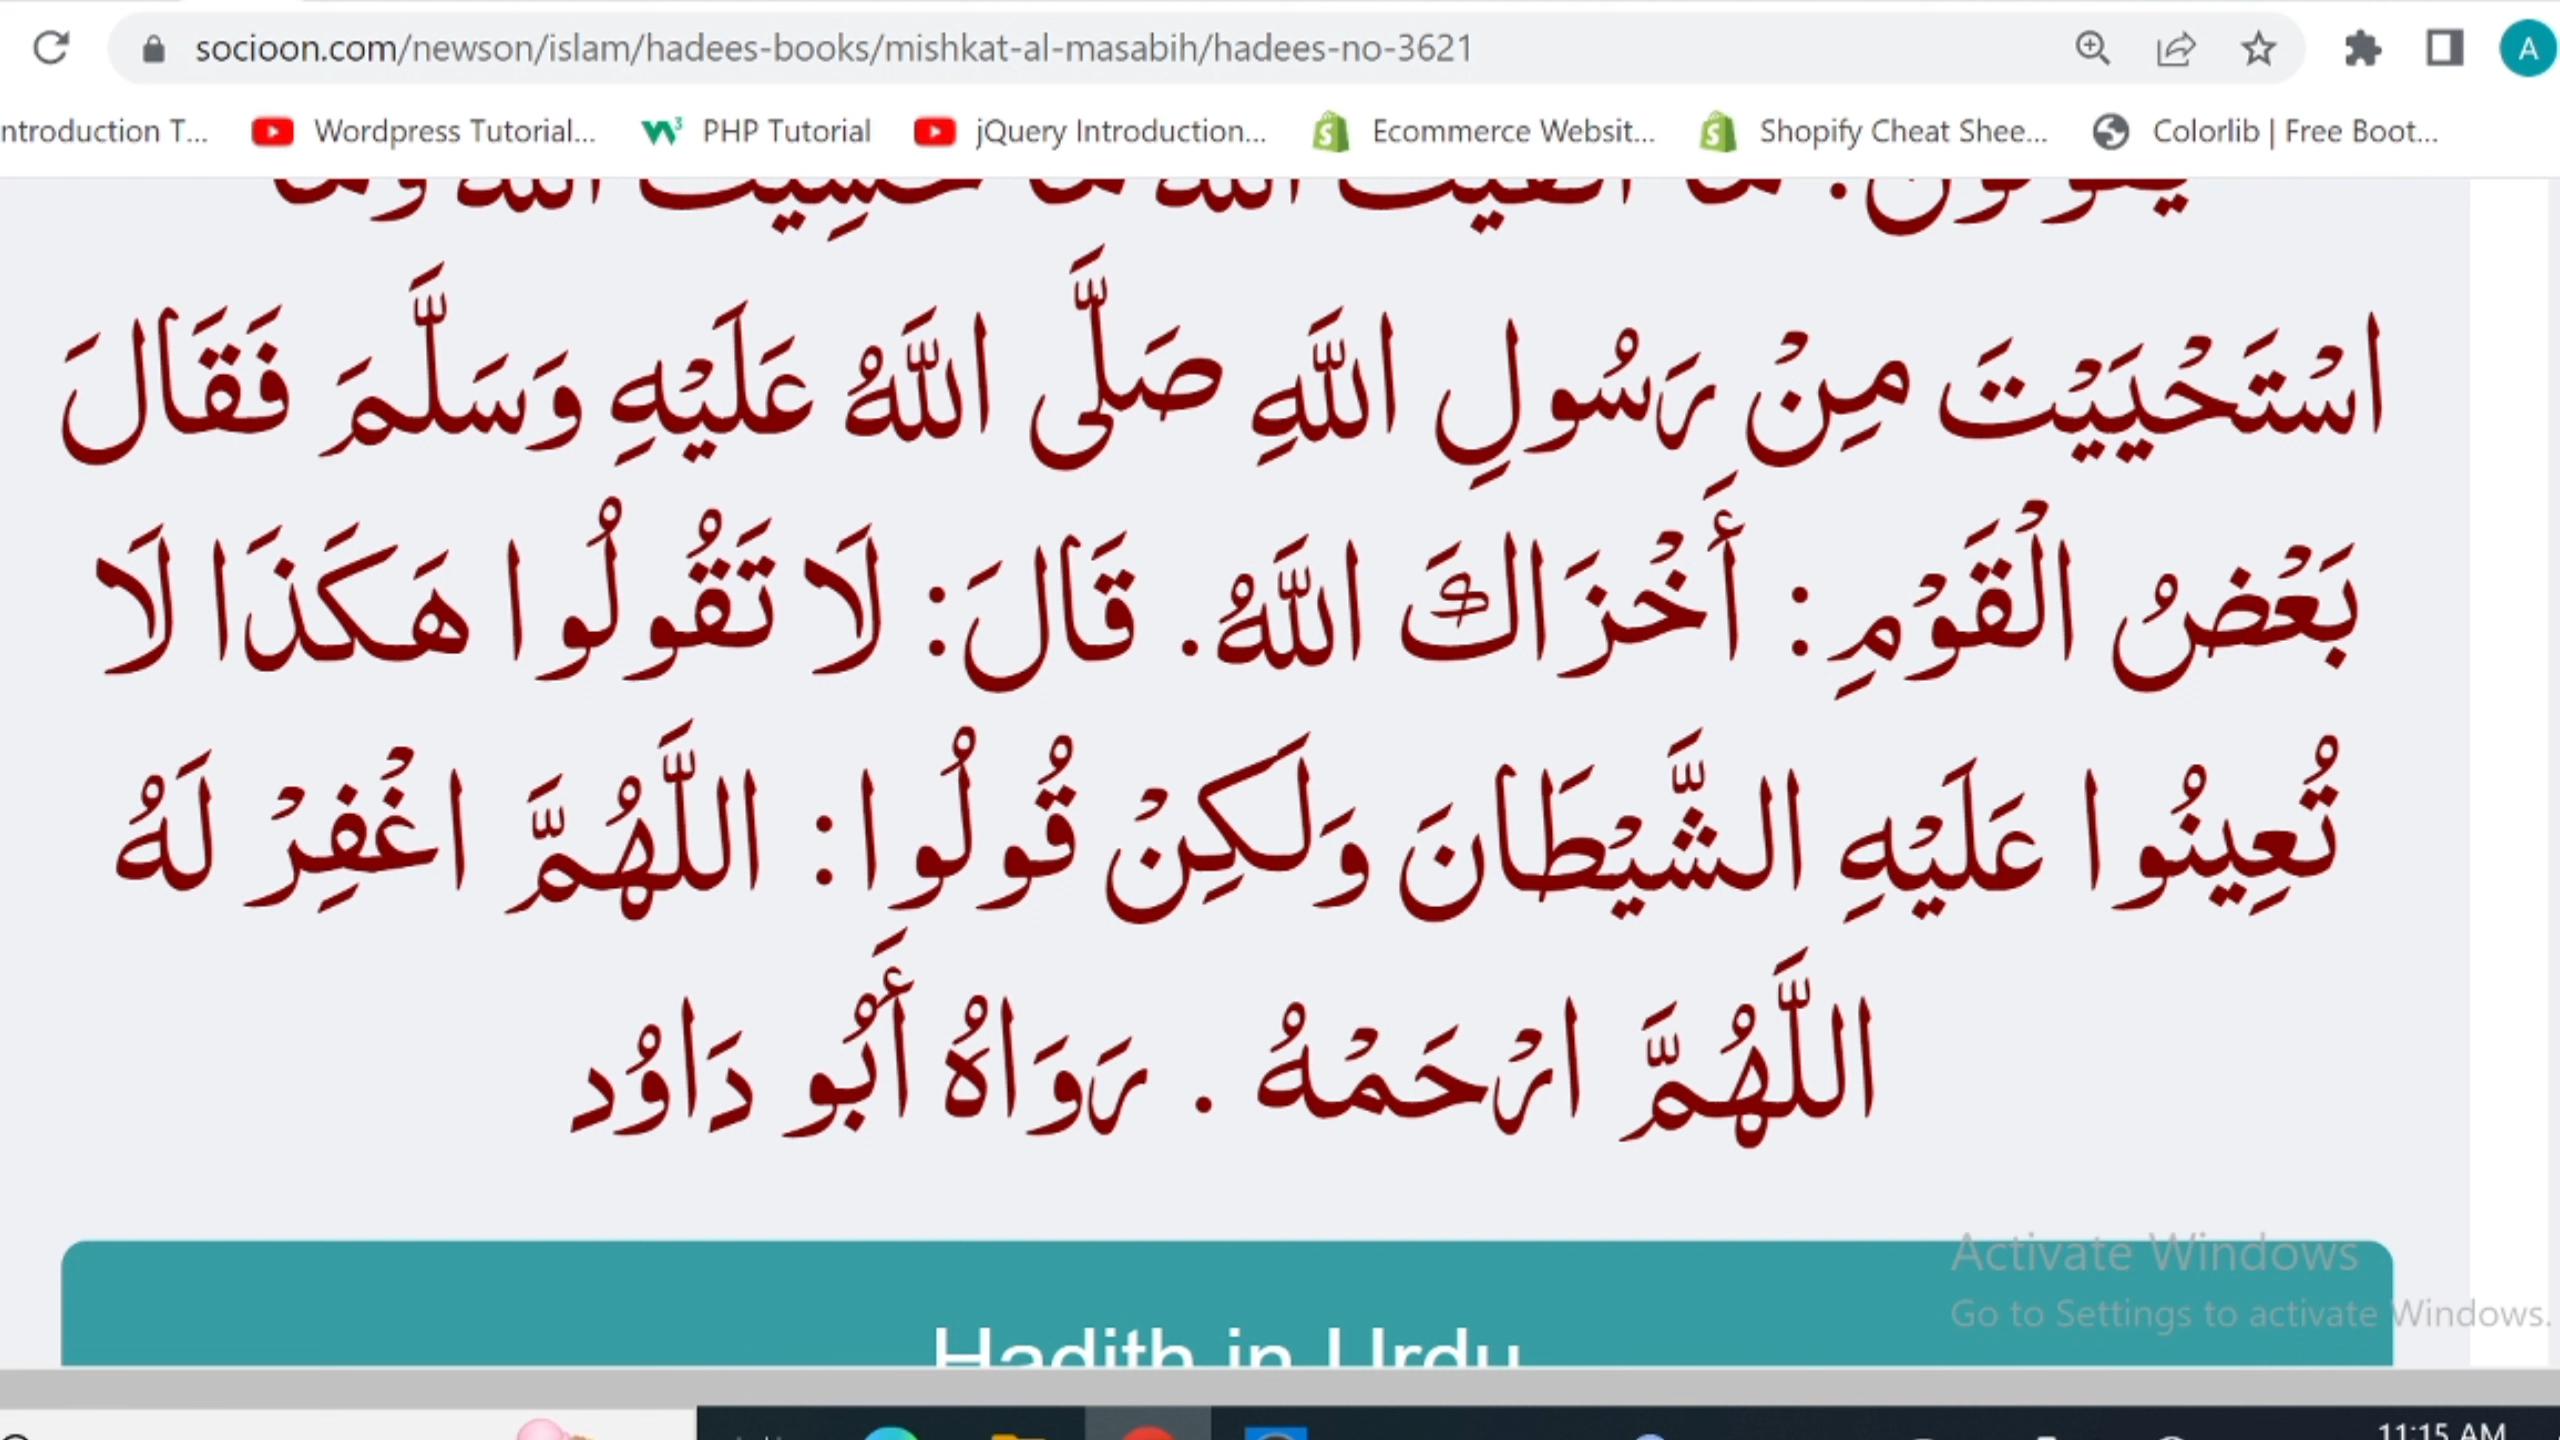 socioon.com/newson/islam/hadees-books/mishkat-al-masabih/hadees-no-3621
A
ntroduction T... Wordpress Tutorial... PHP Tutorial jQuery Introduction... Ecommerce Websit... Shopify Cheat Shee... Colorlib | Free Boot...
اسْتَحْيَيْتَ مِنْ رَسُولِ اللَّهِ صَلَّى اللَّهُ عَلَيْهِ وَسَلَّمَ فَقَالَ
بَعْضُ الْقَوْمِ: أَخْزَاكَ اللَّهُ. قَالَ: لَا تَقُولُوا هَكَذَا لَا
تُعِينُوا عَلَيْهِ الشَّيْطَانَ وَلَكِنْ قُولُوا: اللَّهُمَّ اغْفِرْ لَهُ
اللَّهُمَّ ارْحَمْهُ . رَوَاهُ أَبُو دَاوُد
Activate Windows
Go to Settings to activate Windows.
Hadith in Urdu
11:15 AM